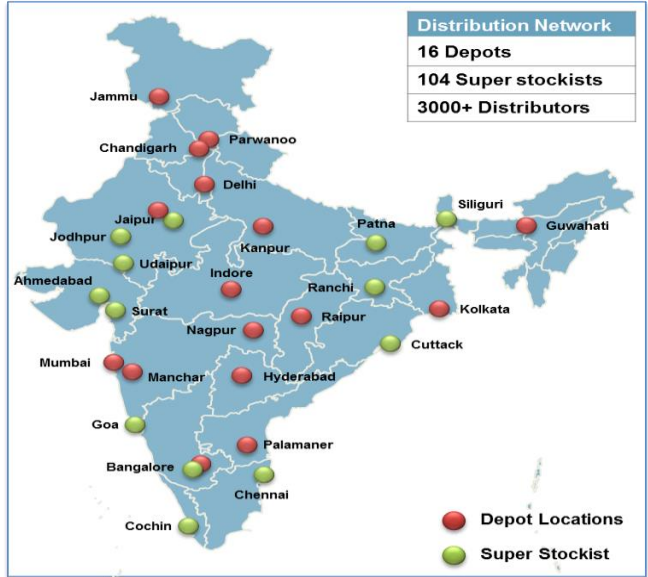 Distribution Network
16 Depots
104 Super stockists
3000+ Distributors
Jammu
Parwanoo
Chandigarh
Delhi
Siliguri
Jaipur
Patna
Guwahati
Jodhpur
Kanpur
Udaipur
Indore
Ahmedabad
Ranchi
Surat
Raipur
Kolkata
Nagpur
Cuttack
Mumbai
Manchar
Hyderabad
Goa
Palamaner
Bangalore
Chennai
Depot Locations
Cochin
Super Stockist